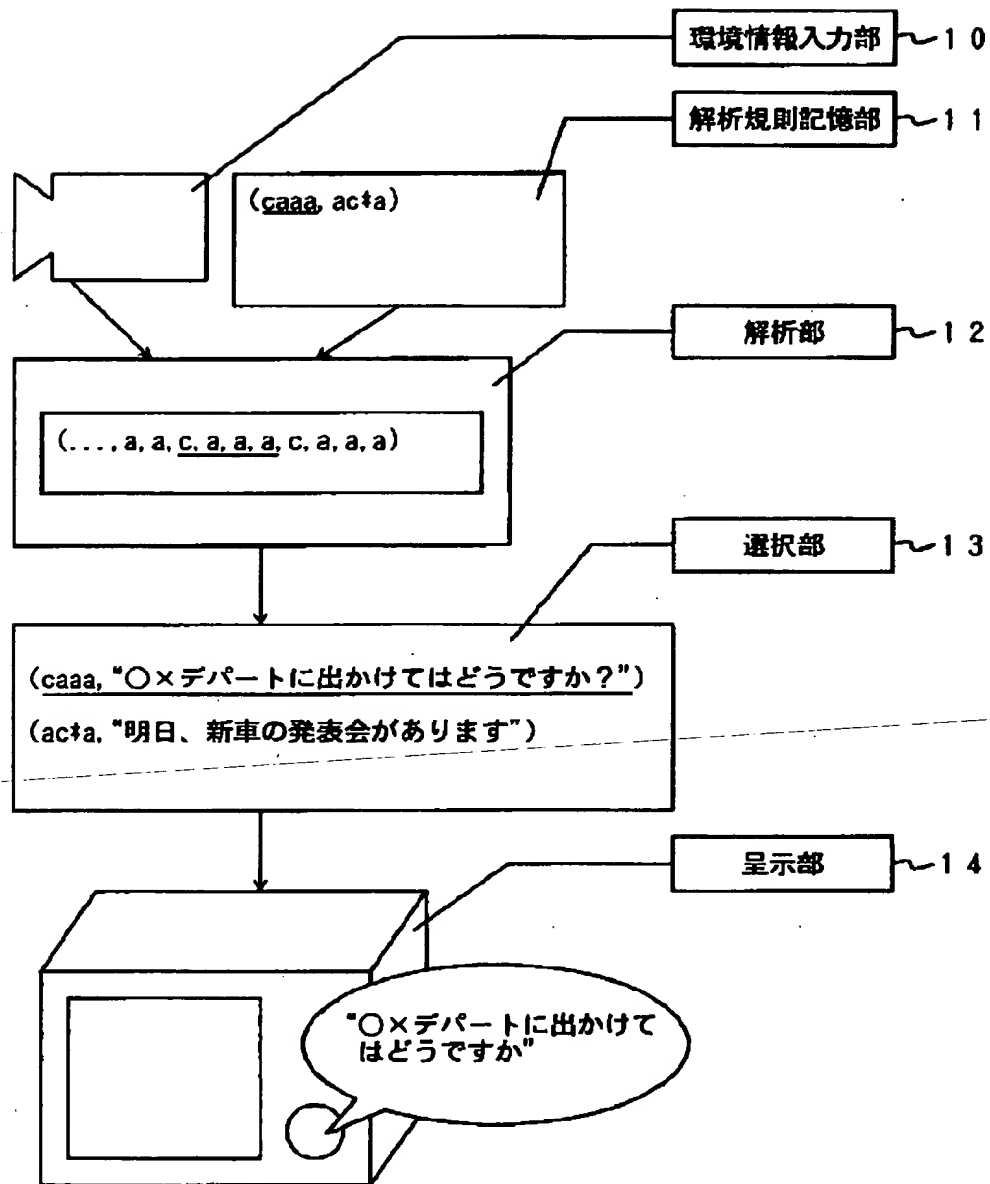 環境情報入力部 10
解析規則記憶部 11
(caaa, ac*a)
解析部 12
(..., a, a, c, a, a, a, c, a, a, a)
選択部 13
(caaa, "○×デパートに出かけてはどうですか?")
(ac*a, "明日、新車の発表会があります")
呈示部 14
"○×デパートに出かけて
はどうですか"